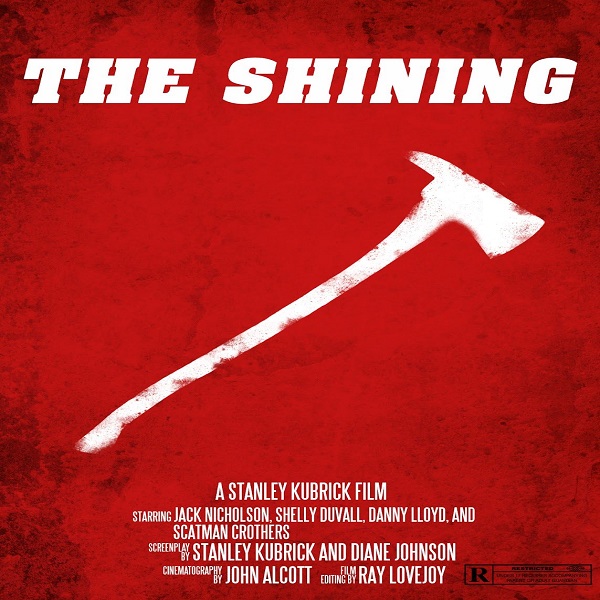 THE SHINING
A STANLEY KUBRICK FILM
STARRING JACK NICHOLSON, SHELLY DUVALL, DANNY LLOYD, AND
SCATMAN CROTHERS
SCREENPLAY BY STANLEY KUBRICK AND DIANE JOHNSON
CINEMATOGRAPHY BY JOHN ALCOTT FILM EDITING BY RAY LOVEJOY
R RESTRICTED